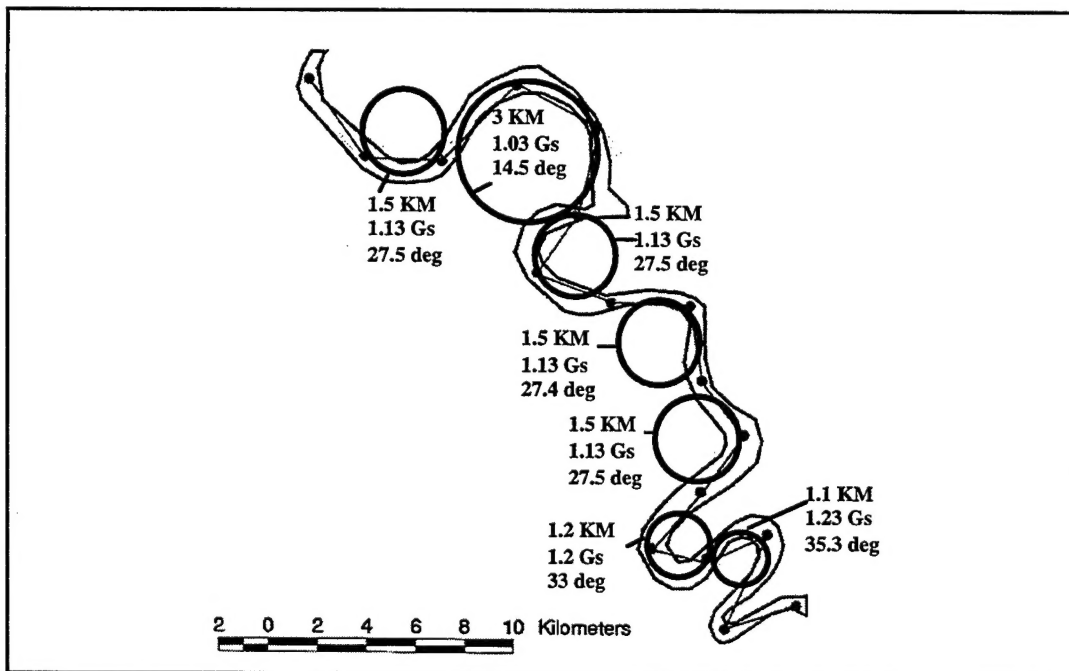 3 KM
1.03 Gs
14.5 deg
1.5 KM
1.13 Gs
27.5 deg
1.5 KM
1.13 Gs
27.5 deg
1.5 KM
1.13 Gs
27.4 deg
1.5 KM
1.13 Gs
27.5 deg
1.1 KM
1.23 Gs
35.3 deg
1.2 KM
1.2 Gs
33 deg
2 0 2 4 6 8 10 Kilometers